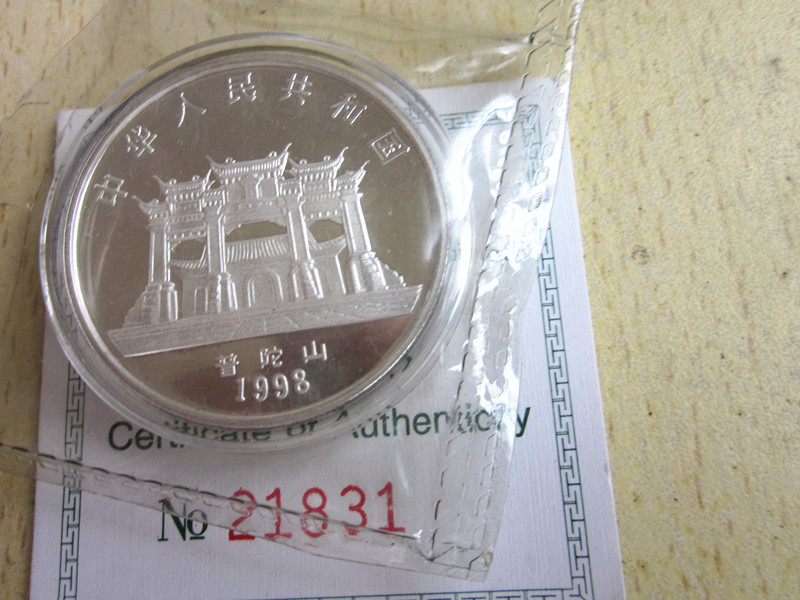 中华人民共和国
普陀山
1998
Certificate of Authenticity
No 21831